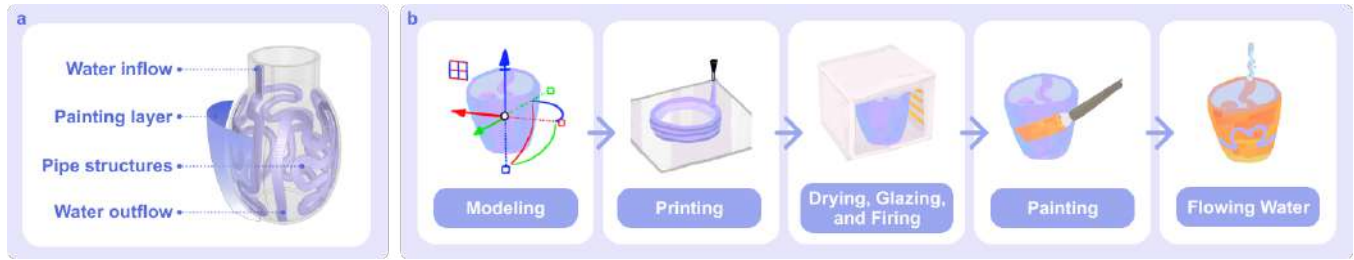 a
Water inflow
Painting layer
Pipe structures
Water outflow
b
Modeling
Printing
Drying, Glazing,
and Firing
Painting
Flowing Water